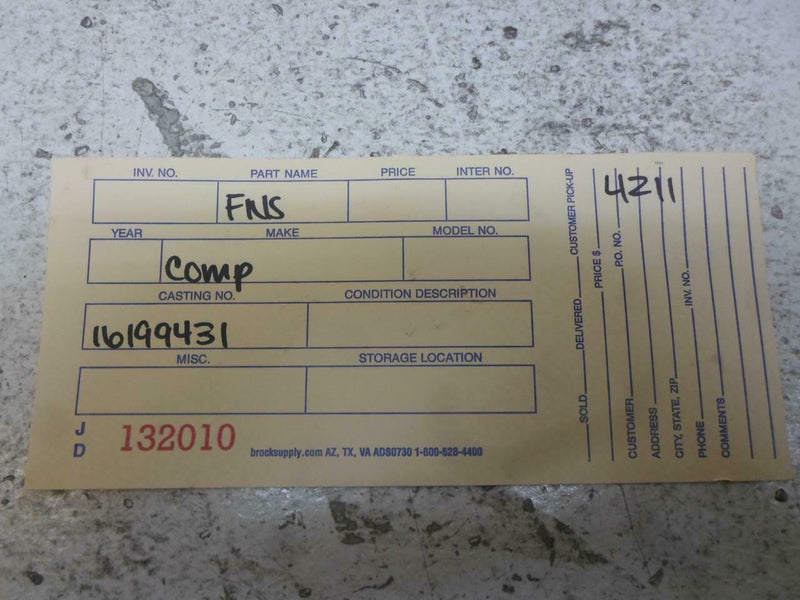 INV. NO. PART NAME PRICE INTER NO.
FNS
YEAR MAKE MODEL NO.
Comp
CASTING NO. CONDITION DESCRIPTION
16199431
MISC. STORAGE LOCATION
J
D
132010
brocksupply.com AZ, TX, VA ADS0730 1-800-528-4400
SOLD DELIVERED CUSTOMER PICK-UP
PRICE $
4211
P.O. NO.
CUSTOMER
ADDRESS
CITY, STATE, ZIP
INV. NO.
PHONE
COMMENTS